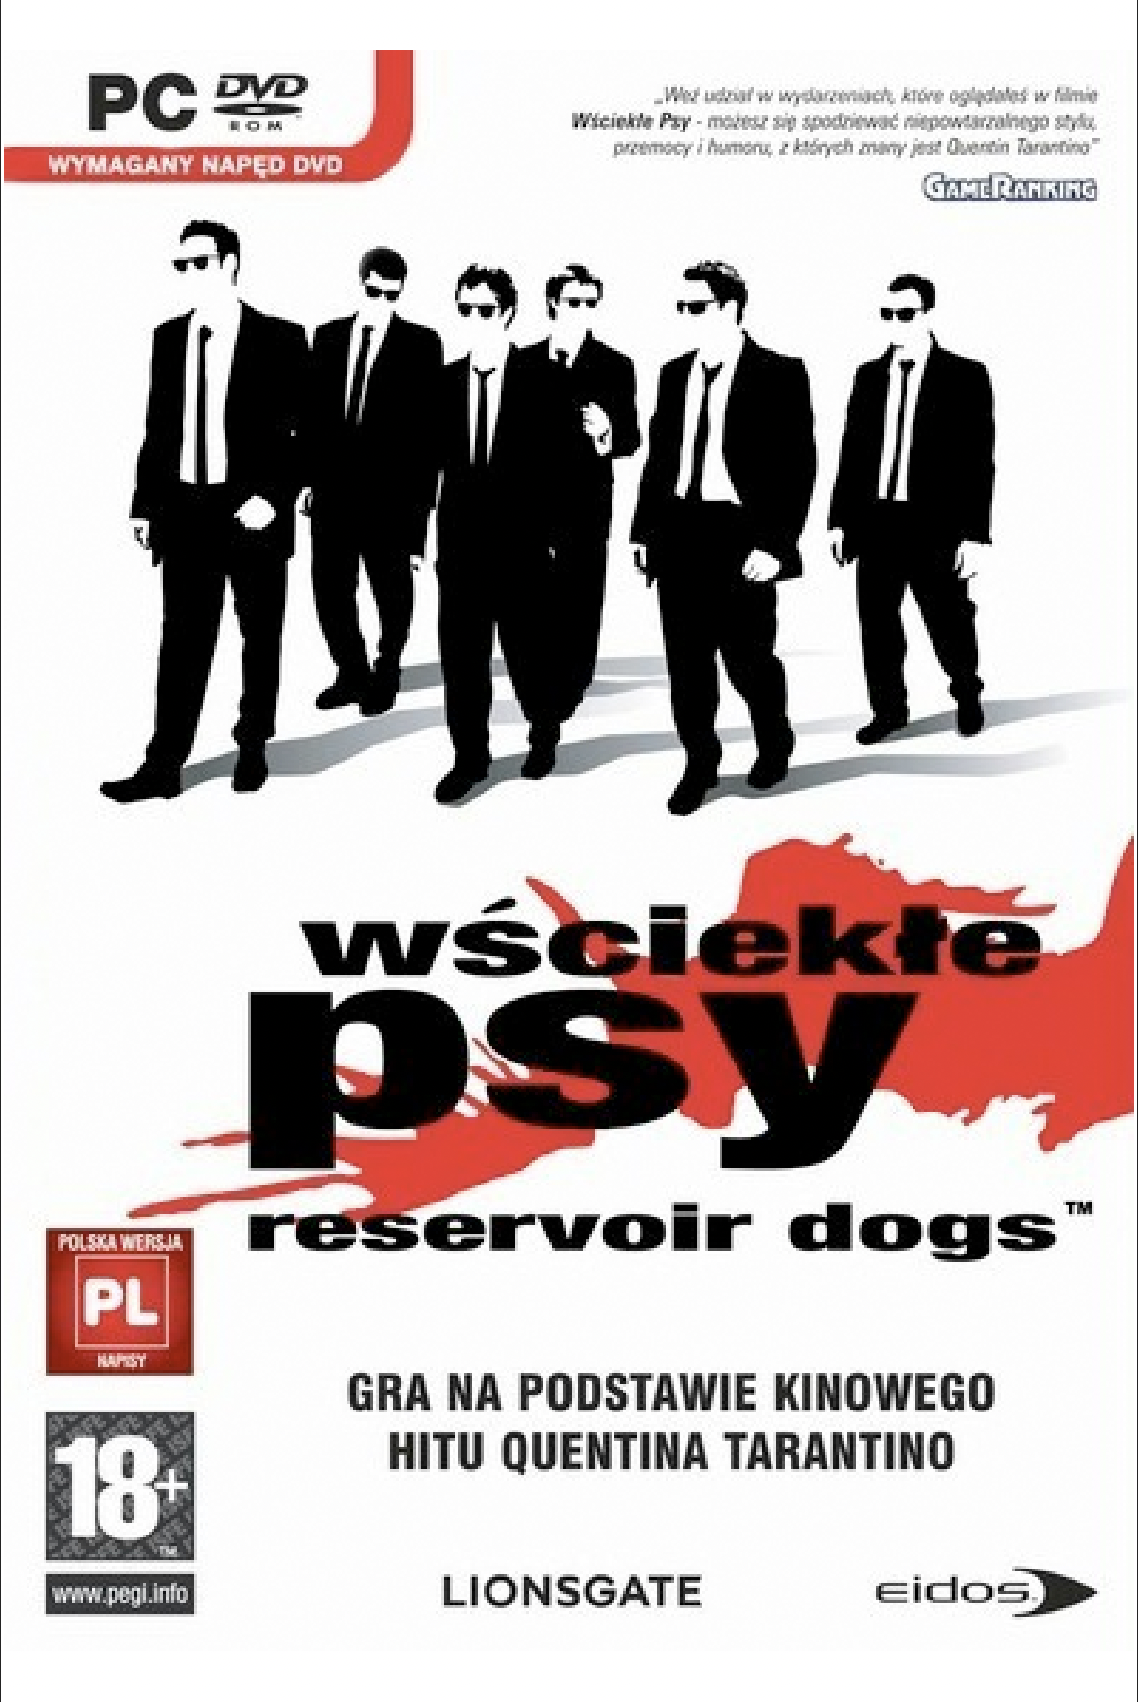 PC DVD
ROM
WYMAGANY NAPĘD DVD
„Weź udział w wydarzeniach, które oglądałeś w filmie
Wściekłe Psy - możesz się spodziewać niepowtarzalnego stylu,
przemocy i humoru, z których znany jest Quentin Tarantino"
GAMERANKING
wściekłe
psy
reservoir dogs™
POLSKA WERSJA
PL
NAPISY
GRA NA PODSTAWIE KINOWEGO
HITU QUENTINA TARANTINO
18+
™
www.pegi.info
LIONSGATE
eidos